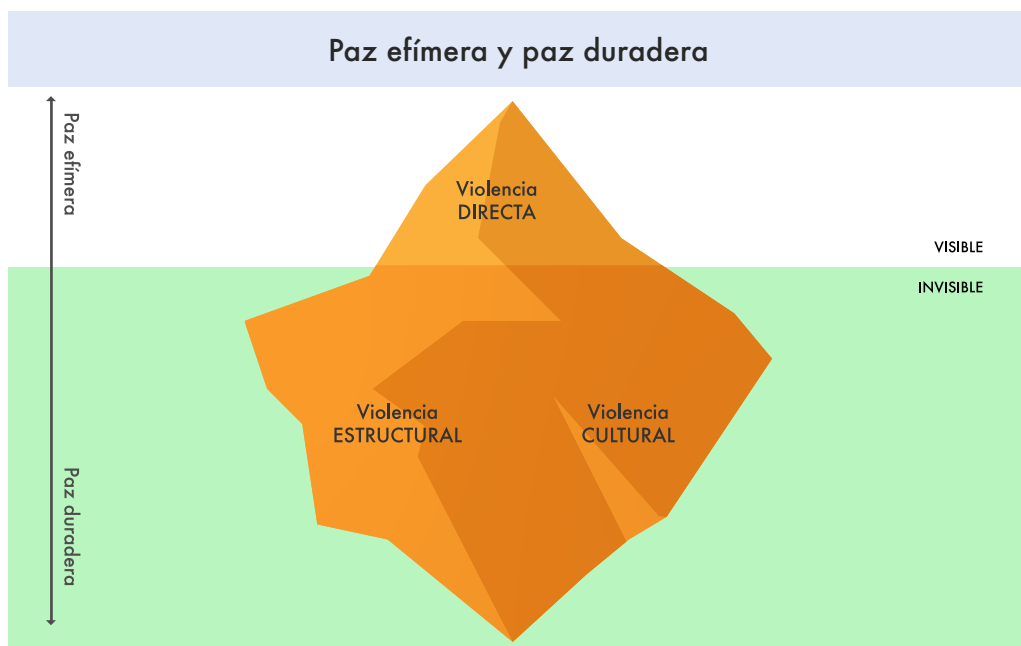 Paz efímera y paz duradera
Paz efímera
Violencia
DIRECTA
VISIBLE
INVISIBLE
Violencia
ESTRUCTURAL
Violencia
CULTURAL
Paz duradera